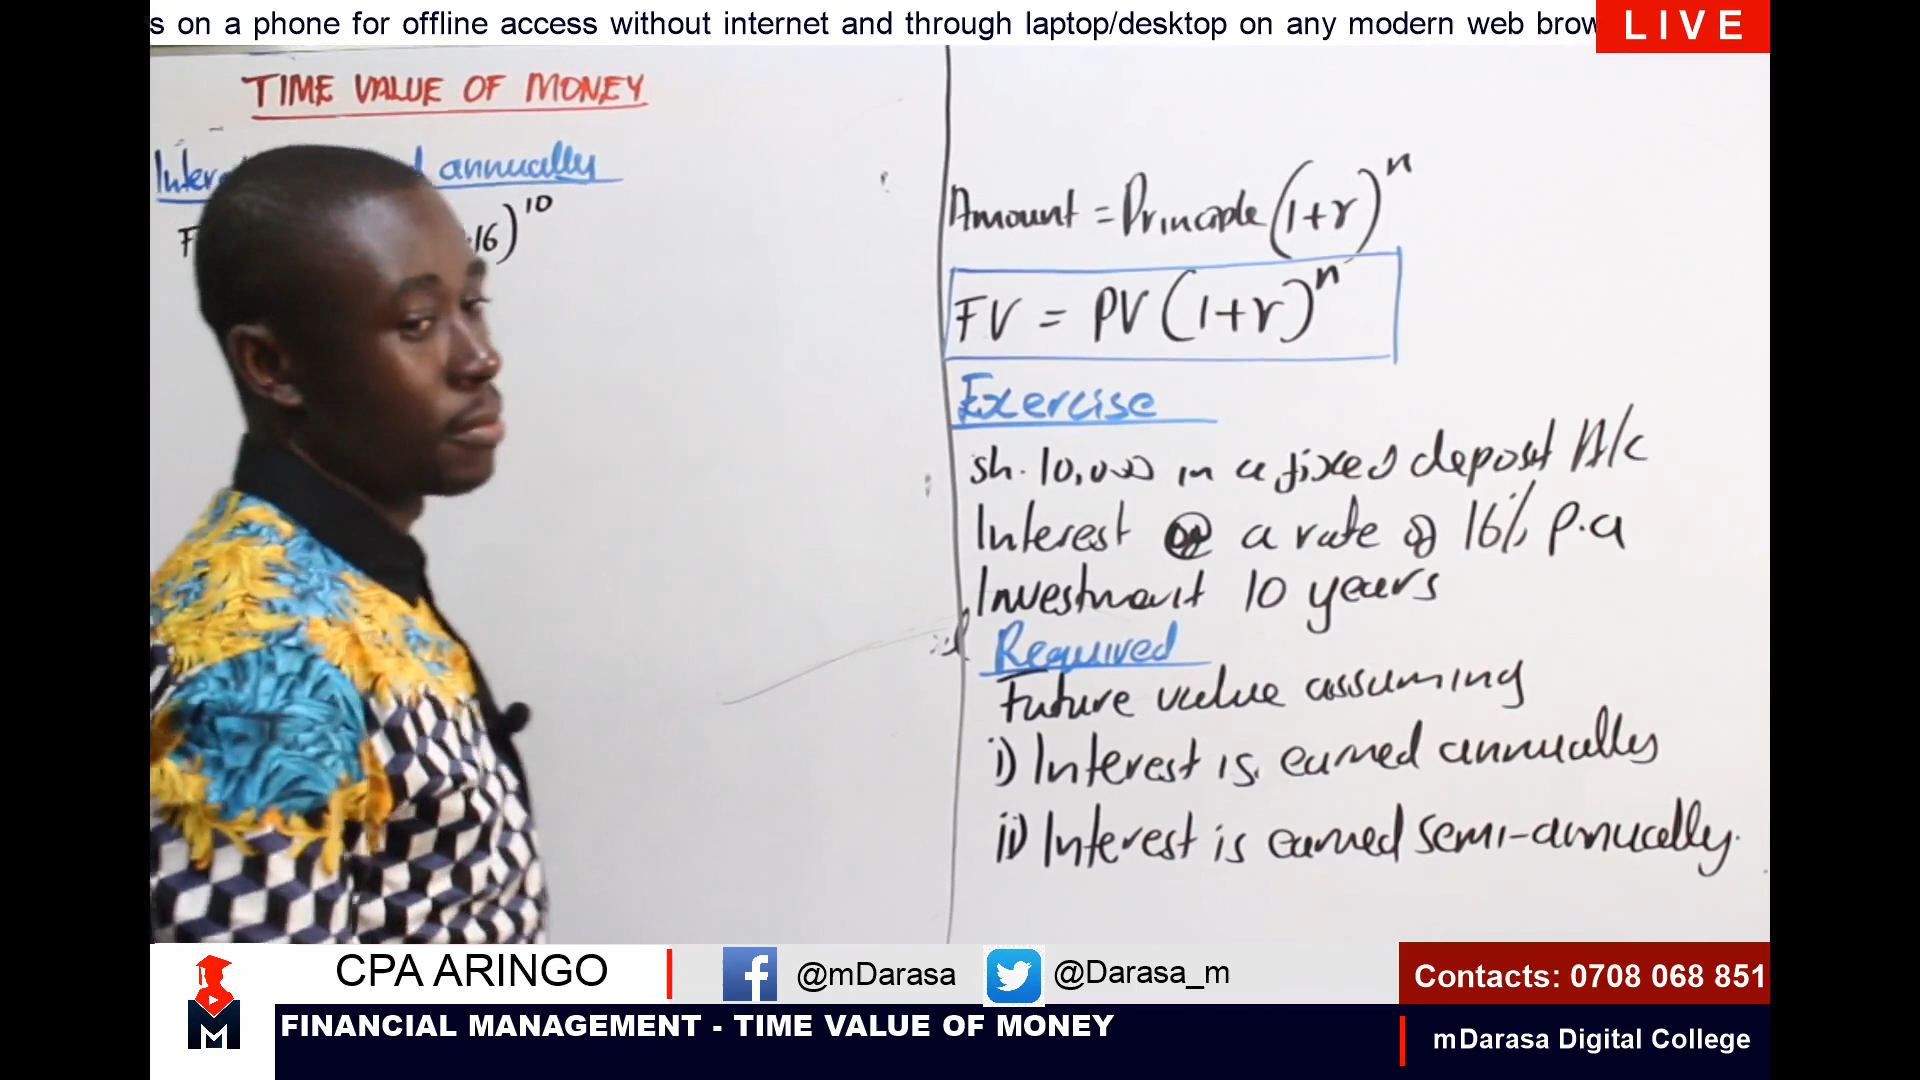 s on a phone for offline access without internet and through laptop/desktop on any modern web brow
LIVE
TIME VALUE OF MONEY
annually
F .16)^10
Amount = Principle (1+r)^n
FV = PV (1+r)^n
Exercise
sh. 10,000 in a fixed deposit A/c
Interest @ a rate of 16% p.a
Investment 10 years
Required
Future value assuming
i) Interest is earned annually
ii) Interest is earned semi-annually.
CPA ARINGO
@mDarasa
@Darasa_m
Contacts: 0708 068 851
M
FINANCIAL MANAGEMENT - TIME VALUE OF MONEY
mDarasa Digital College